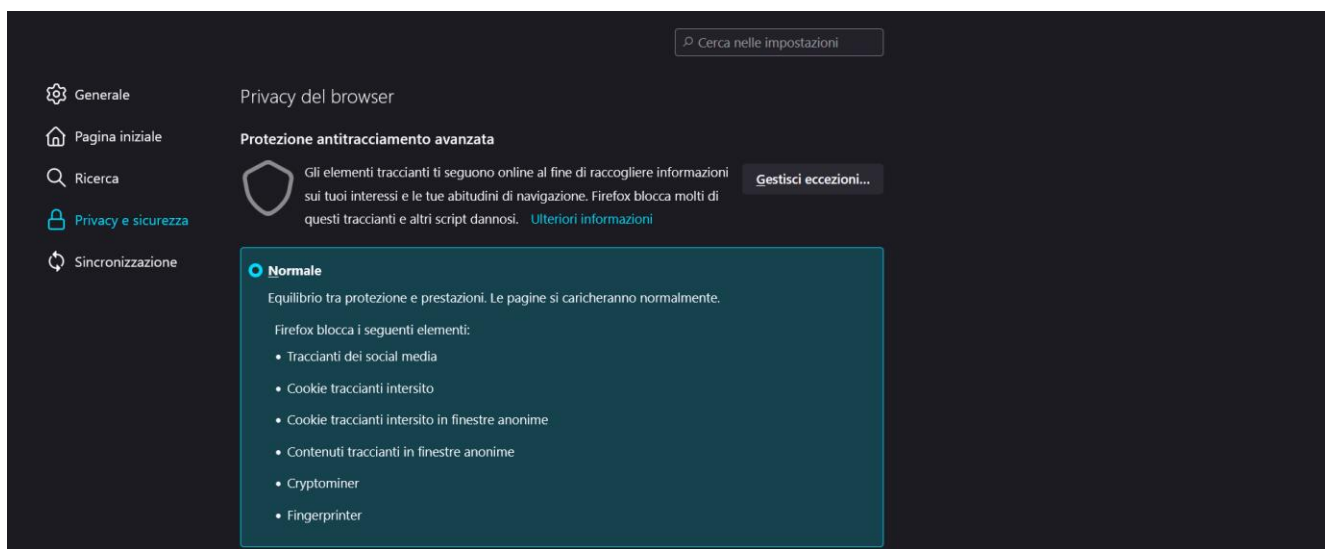 Cerca nelle impostazioni
Generale
Pagina iniziale
Ricerca
Privacy e sicurezza
Sincronizzazione
Privacy del browser
Protezione antitracciamento avanzata
Gli elementi traccianti ti seguono online al fine di raccogliere informazioni
sui tuoi interessi e le tue abitudini di navigazione. Firefox blocca molti di
questi traccianti e altri script dannosi. Ulteriori informazioni
Gestisci eccezioni...
Normale
Equilibrio tra protezione e prestazioni. Le pagine si caricheranno normalmente.
Firefox blocca i seguenti elementi:
• Traccianti dei social media
• Cookie traccianti intersito
• Cookie traccianti intersito in finestre anonime
• Contenuti traccianti in finestre anonime
• Cryptominer
• Fingerprinter